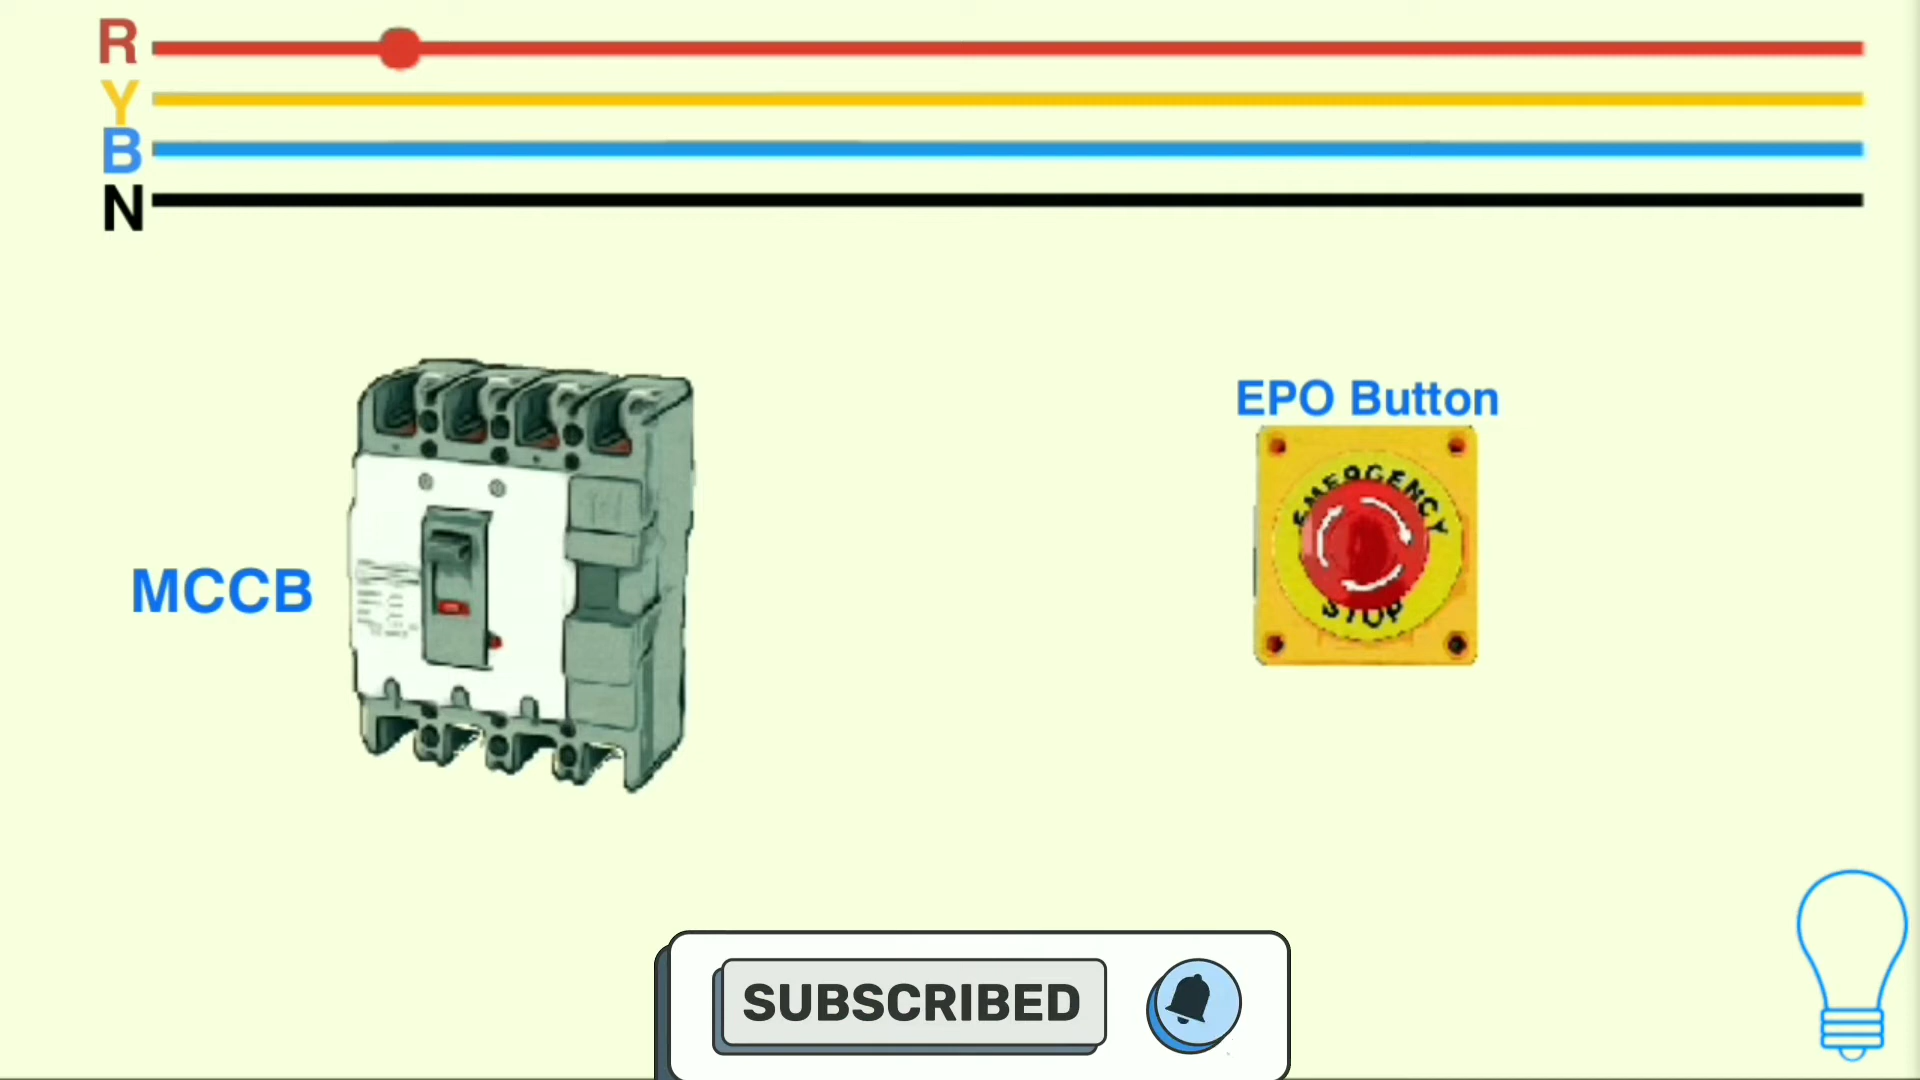 R
Y
B
N
EPO Button
EMERGENCY
STOP
MCCB
SUBSCRIBED